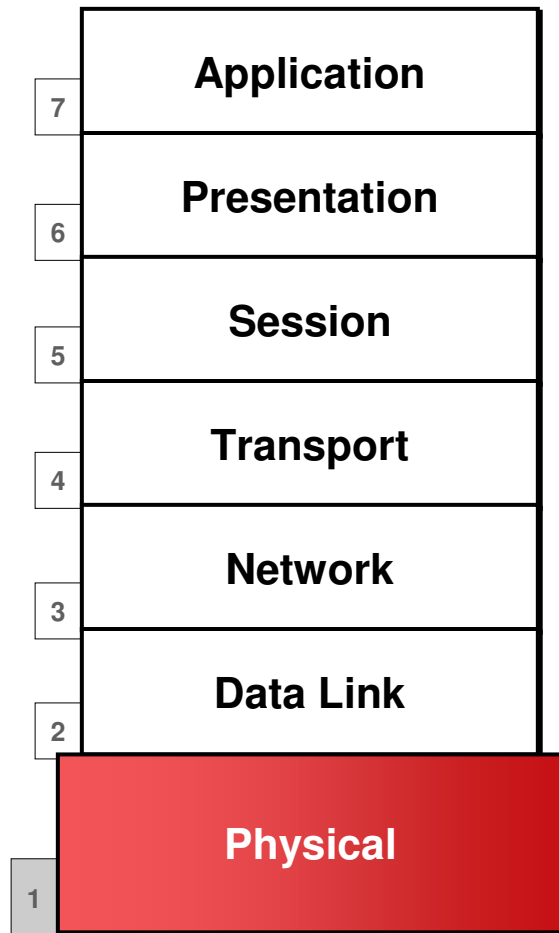 Application
7
Presentation
6
Session
5
Transport
4
Network
3
Data Link
2
Physical
1